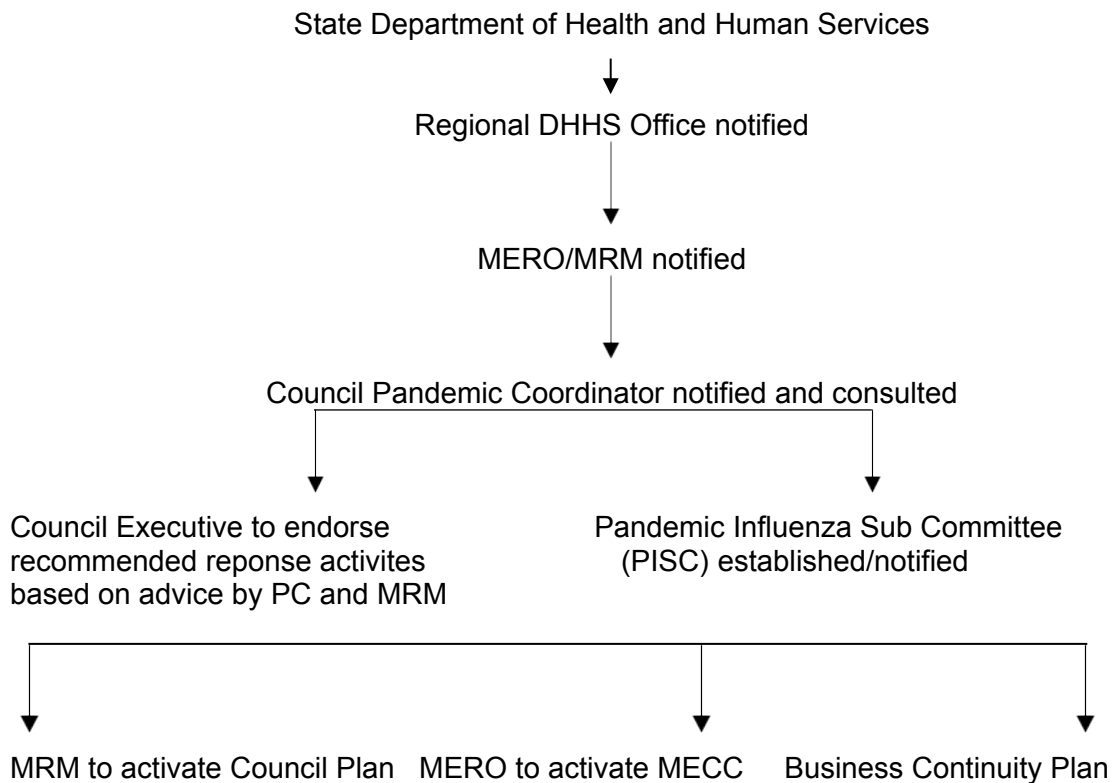 State Department of Health and Human Services
Regional DHHS Office notified
MERO/MRM notified
Council Pandemic Coordinator notified and consulted
Council Executive to endorse
recommended reponse activites
based on advice by PC and MRM
Pandemic Influenza Sub Committee
(PISC) established/notified
MRM to activate Council Plan
MERO to activate MECC
Business Continuity Plan